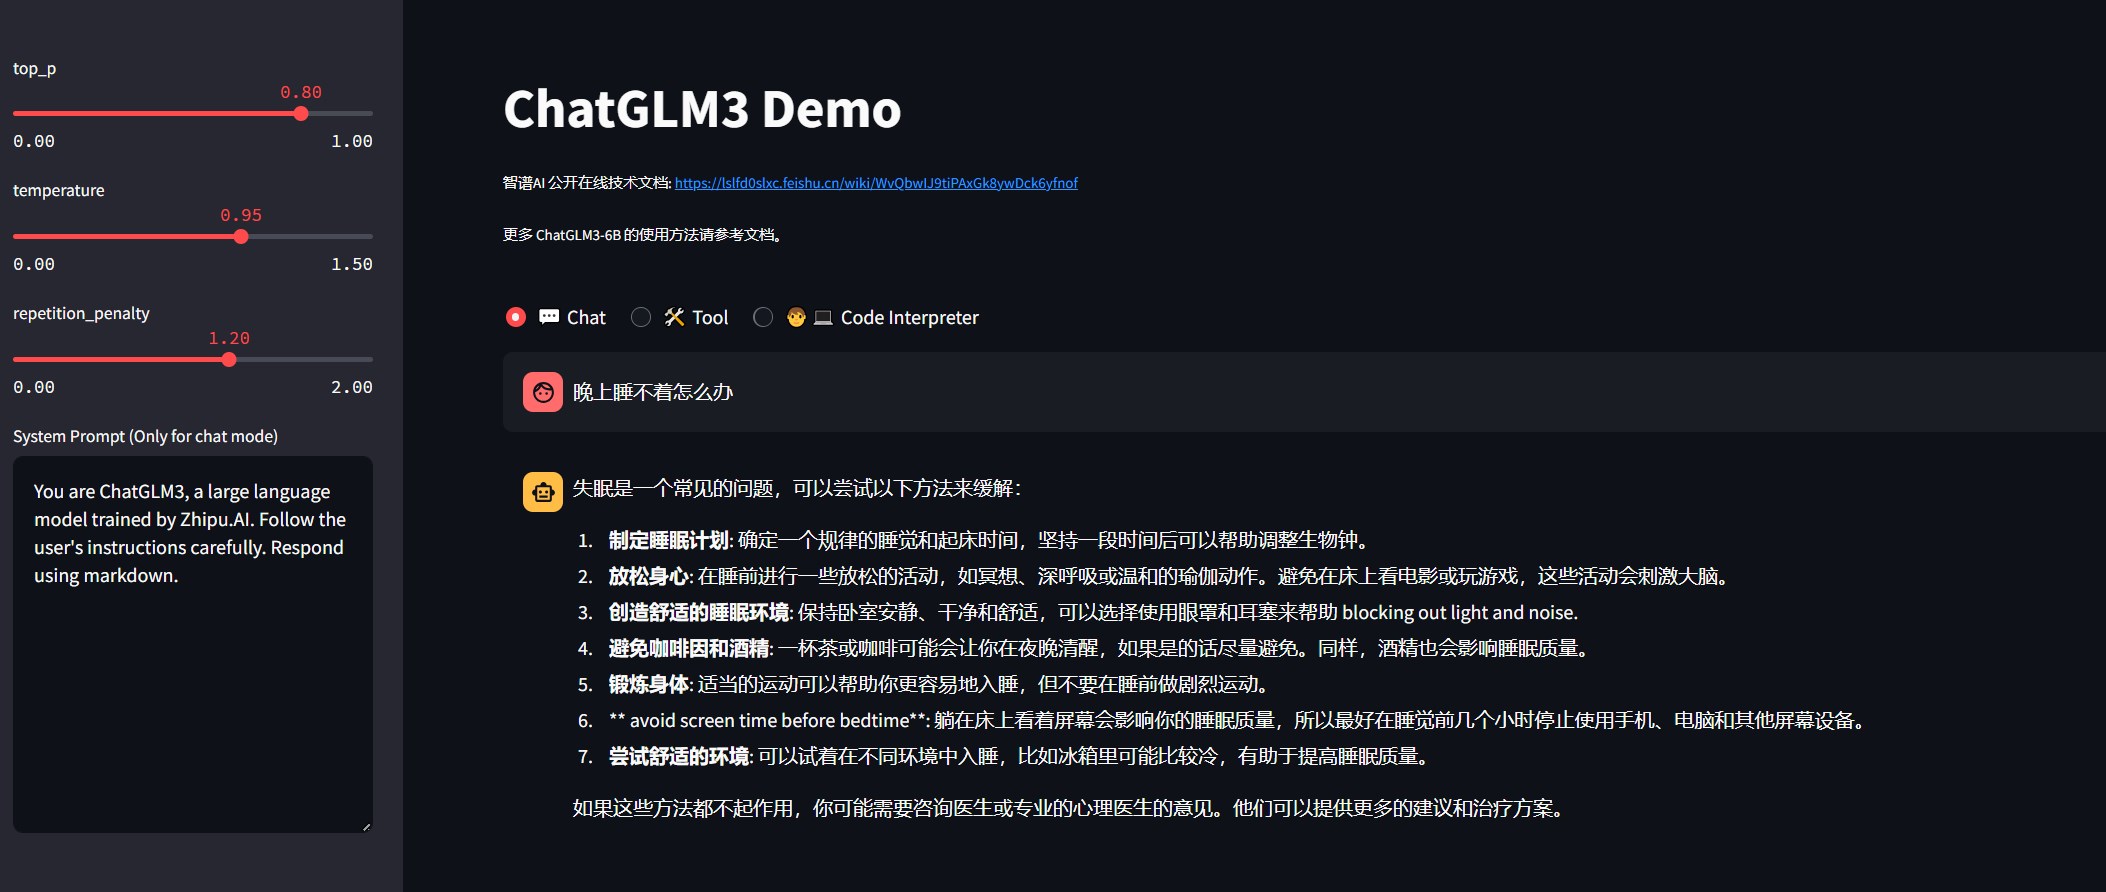 top_p
0.80
0.00 1.00
temperature
0.95
0.00 1.50
repetition_penalty
1.20
0.00 2.00
System Prompt (Only for chat mode)
You are ChatGLM3, a large language
model trained by Zhipu.AI. Follow the
user's instructions carefully. Respond
using markdown.
ChatGLM3 Demo
智谱AI 公开在线技术文档: https://lslfd0slxc.feishu.cn/wiki/WvQbwIJ9tiPAxGk8ywDck6yfnof
更多 ChatGLM3-6B 的使用方法请参考文档。
Chat Tool Code Interpreter
晚上睡不着怎么办
失眠是一个常见的问题，可以尝试以下方法来缓解：
1. 制定睡眠计划: 确定一个规律的睡觉和起床时间，坚持一段时间后可以帮助调整生物钟。
2. 放松身心: 在睡前进行一些放松的活动，如冥想、深呼吸或温和的瑜伽动作。避免在床上看电影或玩游戏，这些活动会刺激大脑。
3. 创造舒适的睡眠环境: 保持卧室安静、干净和舒适，可以选择使用眼罩和耳塞来帮助 blocking out light and noise.
4. 避免咖啡因和酒精: 一杯茶或咖啡可能会让你在夜晚清醒，如果是的话尽量避免。同样，酒精也会影响睡眠质量。
5. 锻炼身体: 适当的运动可以帮助你更容易地入睡，但不要在睡前做剧烈运动。
6. ** avoid screen time before bedtime**: 躺在床上看着屏幕会影响你的睡眠质量，所以最好在睡觉前几个小时停止使用手机、电脑和其他屏幕设备。
7. 尝试舒适的环境: 可以试着在不同环境中入睡，比如冰箱里可能比较冷，有助于提高睡眠质量。
如果这些方法都不起作用，你可能需要咨询医生或专业的心理医生的意见。他们可以提供更多的建议和治疗方案。